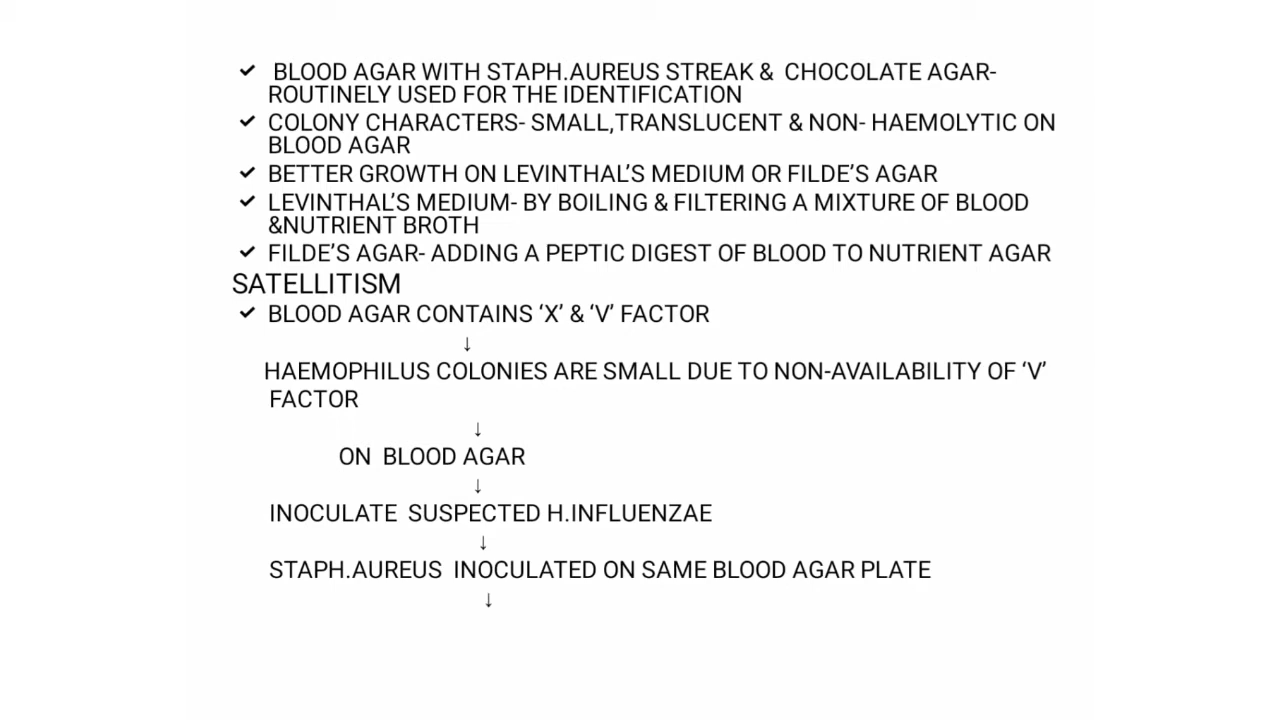 ✓ BLOOD AGAR WITH STAPH.AUREUS STREAK & CHOCOLATE AGAR-
ROUTINELY USED FOR THE IDENTIFICATION
✓ COLONY CHARACTERS- SMALL,TRANSLUCENT & NON- HAEMOLYTIC ON
BLOOD AGAR
✓ BETTER GROWTH ON LEVINTHAL'S MEDIUM OR FILDE'S AGAR
✓ LEVINTHAL'S MEDIUM- BY BOILING & FILTERING A MIXTURE OF BLOOD
&NUTRIENT BROTH
✓ FILDE'S AGAR- ADDING A PEPTIC DIGEST OF BLOOD TO NUTRIENT AGAR
SATELLITISM
✓ BLOOD AGAR CONTAINS ‘X’ & ‘V’ FACTOR
↓
HAEMOPHILUS COLONIES ARE SMALL DUE TO NON-AVAILABILITY OF ‘V’
FACTOR
↓
ON BLOOD AGAR
↓
INOCULATE SUSPECTED H.INFLUENZAE
↓
STAPH.AUREUS INOCULATED ON SAME BLOOD AGAR PLATE
↓